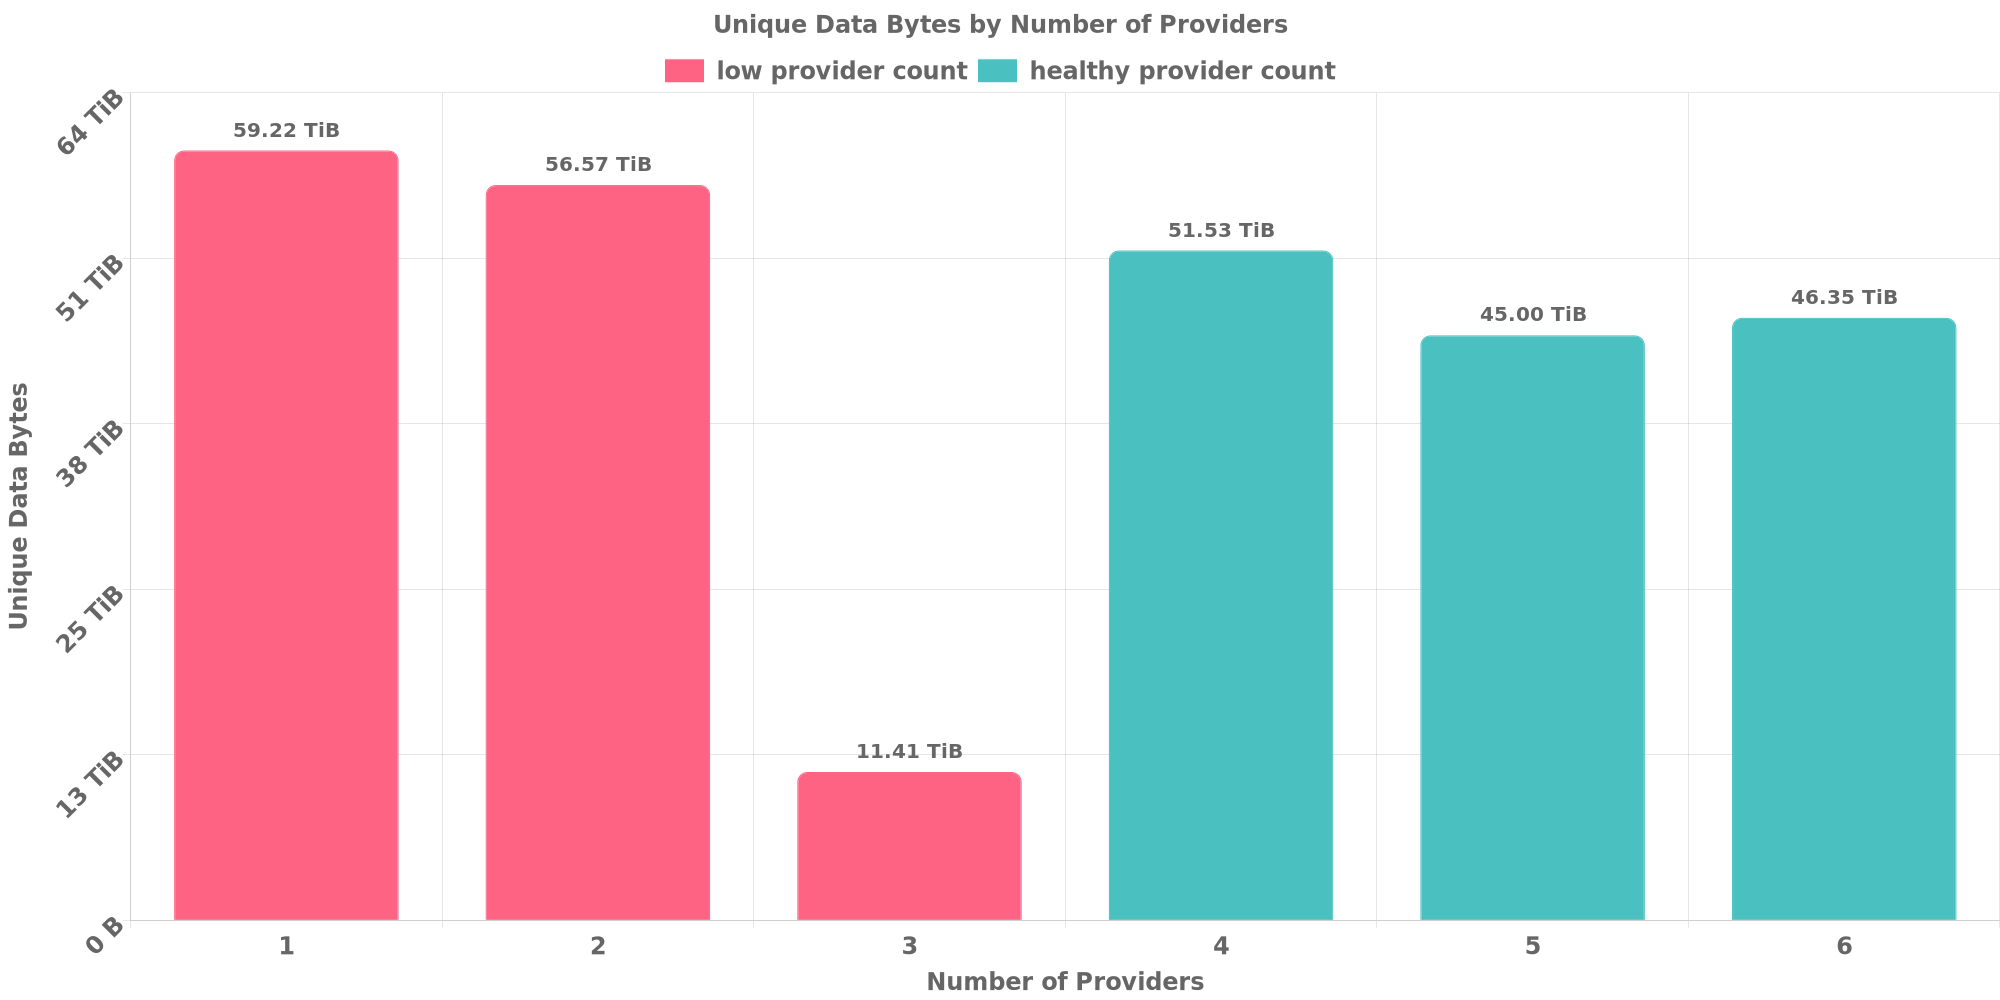 Unique Data Bytes by Number of Providers
low provider count healthy provider count
64 TiB
51 TiB
38 TiB
25 TiB
13 TiB
0 B
Unique Data Bytes
59.22 TiB
56.57 TiB
11.41 TiB
51.53 TiB
45.00 TiB
46.35 TiB
1 2 3 4 5 6
Number of Providers